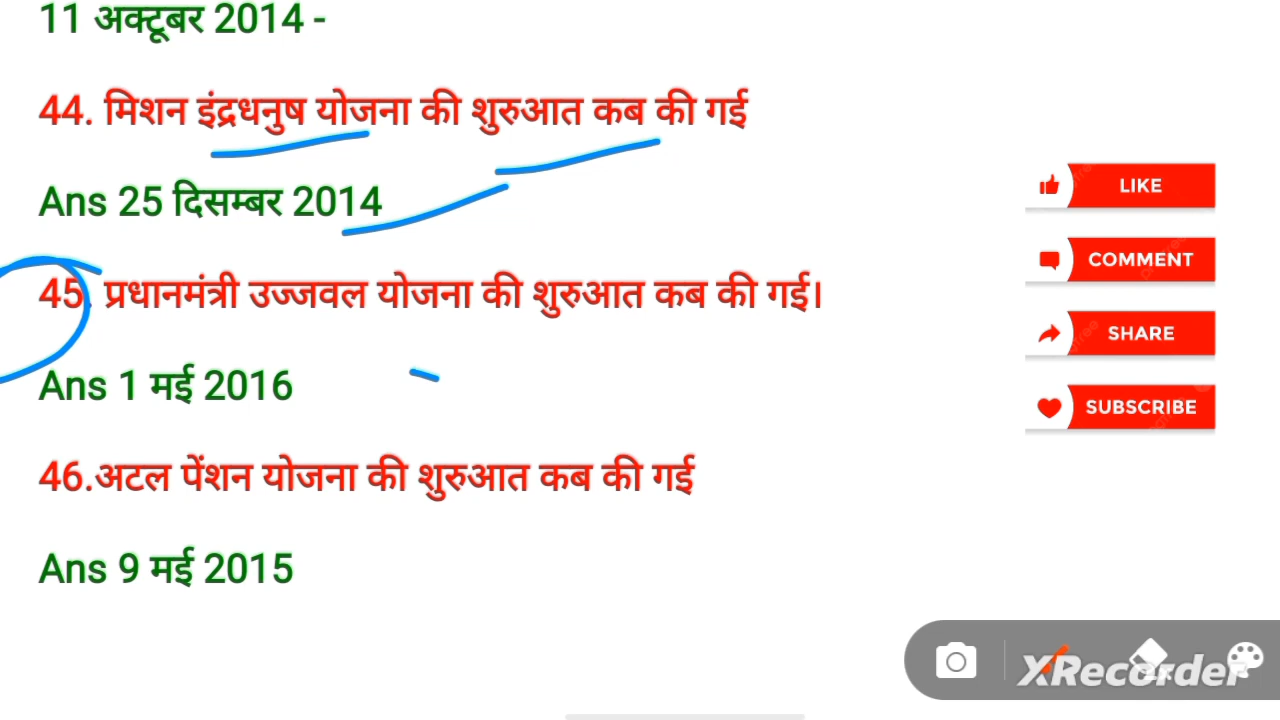 11 अक्टूबर 2014 -
44. मिशन इंद्रधनुष योजना की शुरुआत कब की गई
Ans 25 दिसम्बर 2014
45. प्रधानमंत्री उज्जवल योजना की शुरुआत कब की गई।
Ans 1 मई 2016
46.अटल पेंशन योजना की शुरुआत कब की गई
Ans 9 मई 2015
LIKE
COMMENT
SHARE
SUBSCRIBE
XRecorder